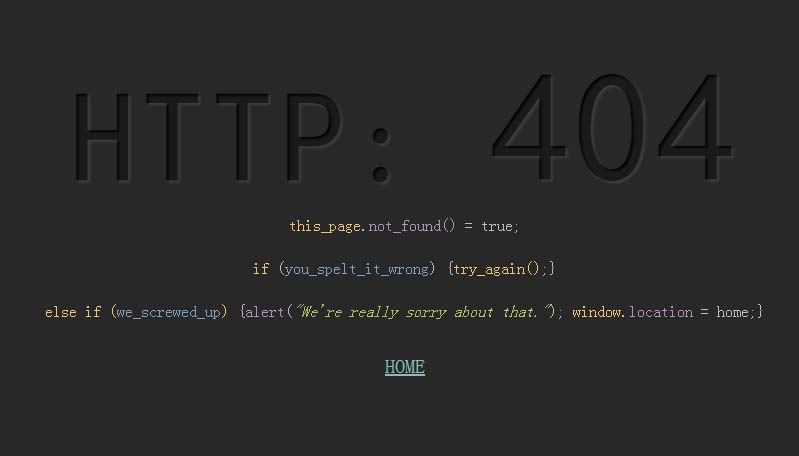 HTTP: 404
this_page.not_found() = true;
if (you_spelt_it_wrong) {try_again();}
else if (we_screwed_up) {alert("We're really sorry about that."); window.location = home;}
HOME